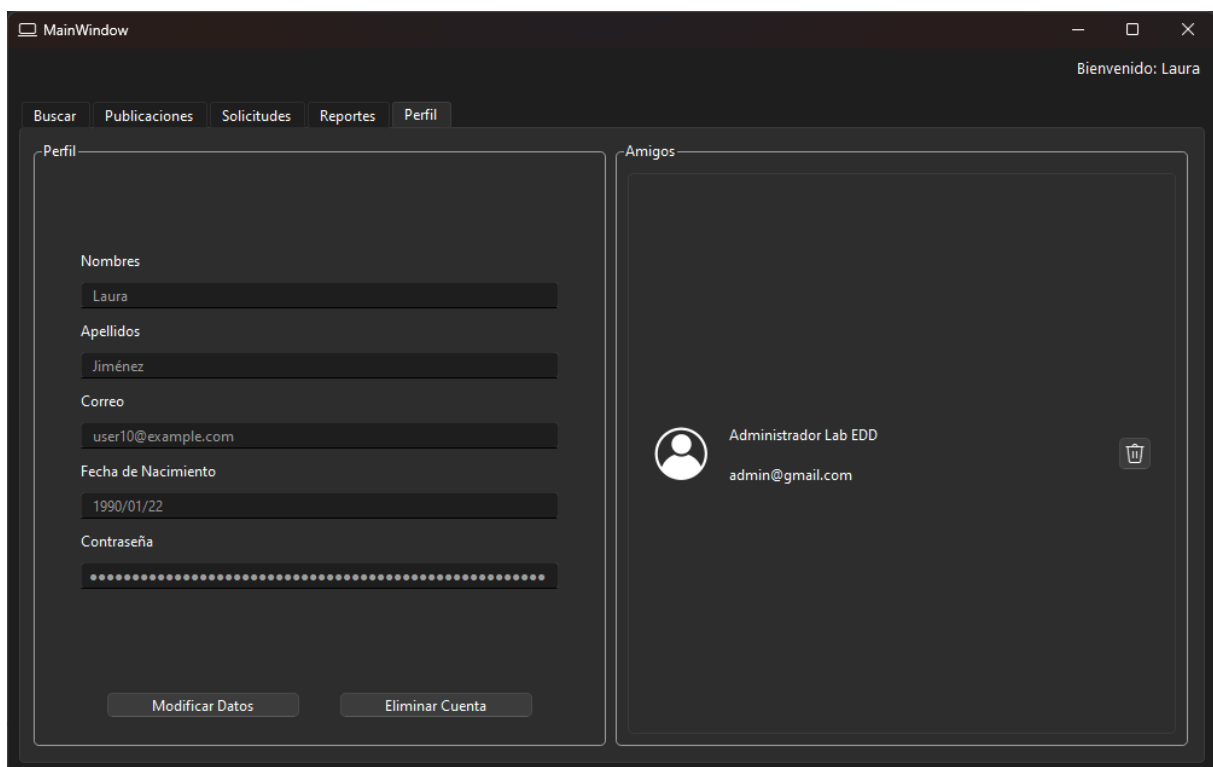 MainWindow
Bienvenido: Laura
Buscar Publicaciones Solicitudes Reportes Perfil
Perfil
Nombres
Laura
Apellidos
Jiménez
Correo
user10@example.com
Fecha de Nacimiento
1990/01/22
Contraseña
Modificar Datos Eliminar Cuenta
Amigos
Administrador Lab EDD
admin@gmail.com